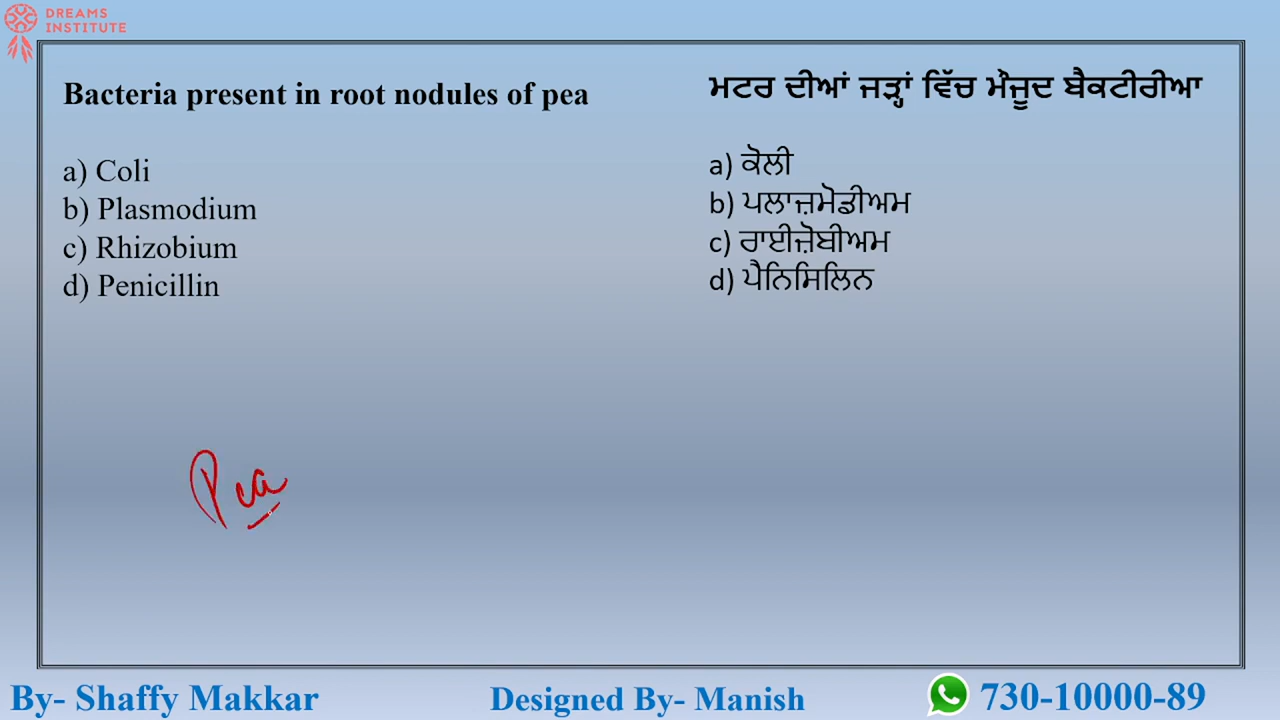 DREAMS
INSTITUTE
Bacteria present in root nodules of pea
a) Coli
b) Plasmodium
c) Rhizobium
d) Penicillin
ਮਟਰ ਦੀਆਂ ਜੜ੍ਹਾਂ ਵਿੱਚ ਮੌਜੂਦ ਬੈਕਟੀਰੀਆ
a) ਕੋਲੀ
b) ਪਲਾਜ਼ਮੋਡੀਅਮ
c) ਰਾਈਜ਼ੋਬੀਅਮ
d) ਪੈਨਿਸਿਲਿਨ
Pea
By- Shaffy Makkar
Designed By- Manish
730-10000-89